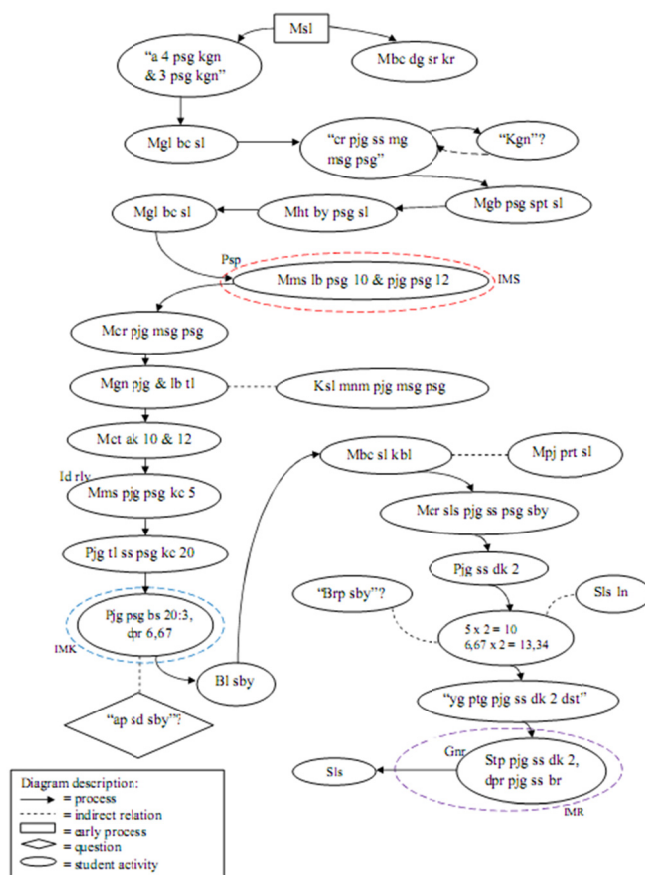 Msl
"a 4 psg kgn
& 3 psg kgn"
Mbc dg sr kr
Mgl bc sl
"cr pjg ss mg
msg psg"
"Kgn"?
Mgb psg spt sl
Mht by psg sl
Mgl bc sl
Psp
Mms lb psg 10 & pjg psg 12
IMS
Mcr pjg msg psg
Mgn pjg & lb tl
Ksl mnm pjg msg psg
Mct ak 10 & 12
Id rlv
Mms pjg psg kc 5
Pjg tl ss psg kc 20
Pjg psg bs 20:3,
dpr 6,67
IMK
Bl sby
"ap sd sby"?
Mbc sl kbl
Mpj prt sl
Mcr sls pjg ss psg sby
Pjg ss dk 2
"Brp sby"?
Sls ln
5 x 2 = 10
6,67 x 2 = 13,34
"yg ptg pjg ss dk 2 dst"
Gnr
Stp pjg ss dk 2,
dpr pjg ss br
IMR
Sls
Diagram description:
= process
= indirect relation
= early process
= question
= student activity